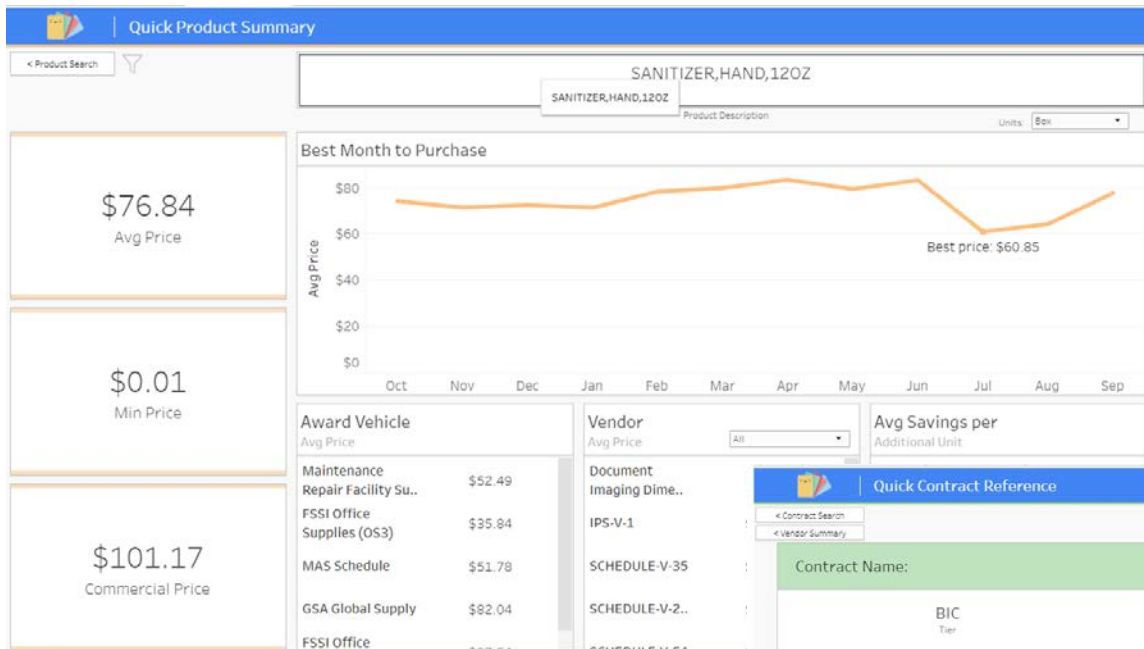 Quick Product Summary
< Product Search
SANITIZER,HAND,12OZ
SANITIZER,HAND,12OZ
Product Description
Units: Box
$76.84
Avg Price
$0.01
Min Price
$101.17
Commercial Price
Best Month to Purchase
Avg Price
$80
$60
$40
$20
$0
Best price: $60.85
Oct Nov Dec Jan Feb Mar Apr May Jun Jul Aug Sep
Award Vehicle
Avg Price
Maintenance
Repair Facility Su.. $52.49
FSSI Office
Supplies (OS3) $35.84
MAS Schedule $51.78
GSA Global Supply $82.04
FSSI Office
Vendor
Avg Price
All
Document
Imaging Dime..
IPS-V-1
SCHEDULE-V-35
SCHEDULE-V-2..
Avg Savings per
Additional Unit
Quick Contract Reference
< Contract Search
< Vendor Summary
Contract Name:
BIC
Tier